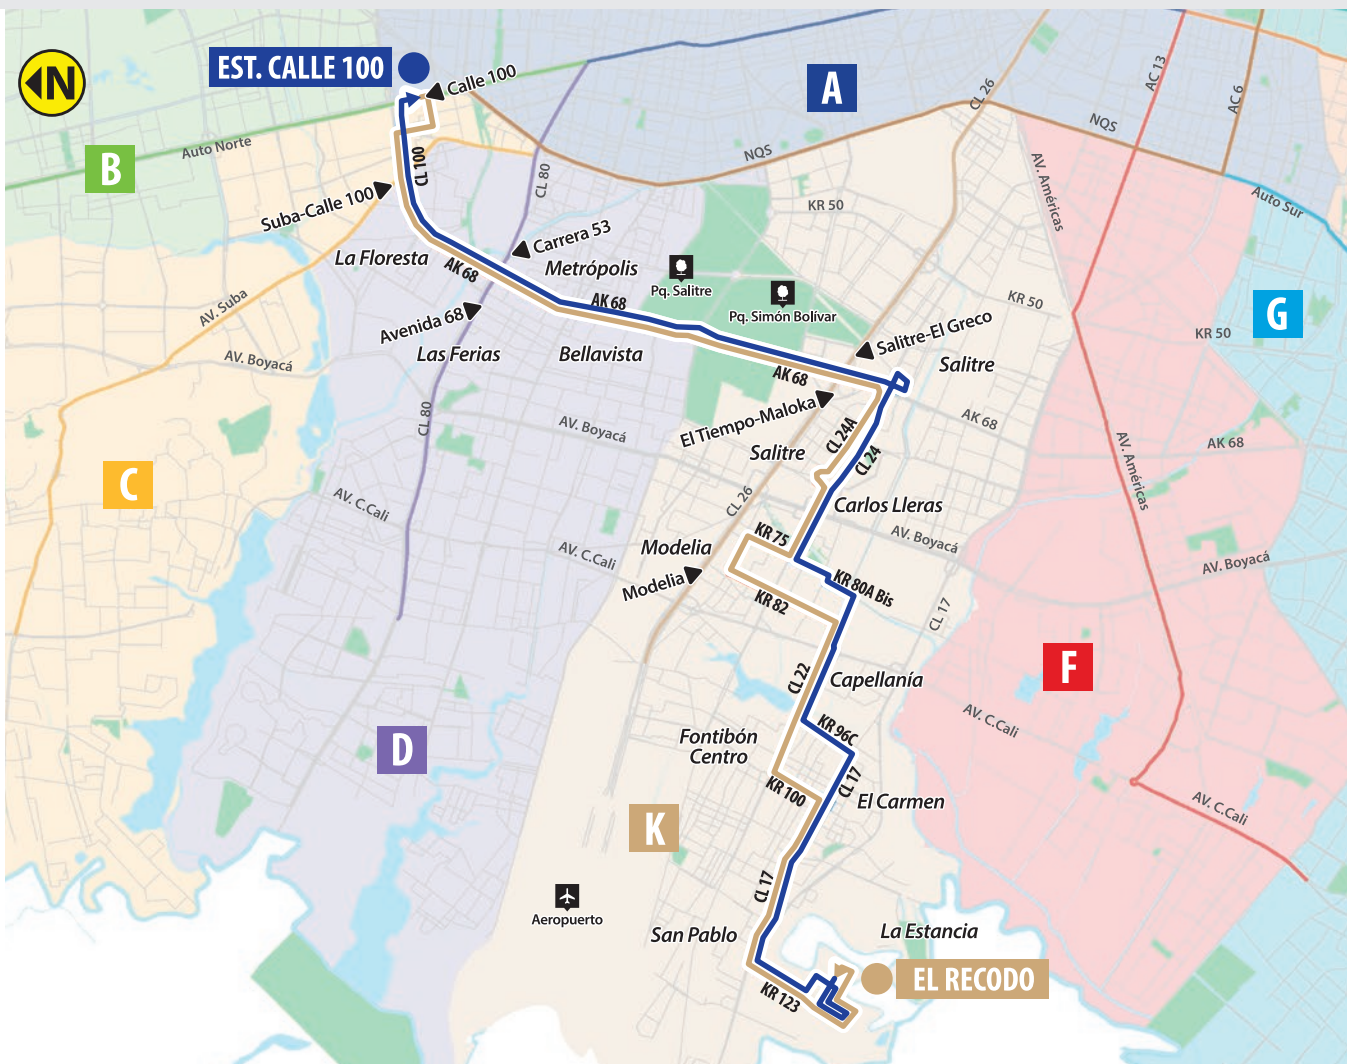 N
EST. CALLE 100
Calle 100
A
CL 26
AC 13
AC 6
NQS
NQS
B
Auto Norte
CL 100
CL 80
AV. Américas
Auto Sur
Suba-Calle 100
KR 50
Carrera 53
La Floresta
AK 68
Metrópolis
Pq. Salitre
AK 68
Pq. Simón Bolívar
KR 50
G
AV. Suba
Avenida 68
Salitre-El Greco
KR 50
AV. Boyacá
Las Ferias
Bellavista
AK 68
Salitre
El Tiempo-Maloka
CL 80
AV. Boyacá
AK 68
AV. Américas
AK 68
Salitre
CL 24A
CL 24
C
AV. C.Cali
CL 26
Carlos Lleras
KR 75
AV. Boyacá
Modelia
AV. C.Cali
AV. Boyacá
Modelia
KR 80A Bis
KR 82
CL 17
F
CL 22
Capellanía
AV. C.Cali
D
Fontibón
Centro
KR 96C
KR 100
CL 17
El Carmen
AV. C.Cali
K
CL 17
Aeropuerto
San Pablo
La Estancia
EL RECODO
KR 123